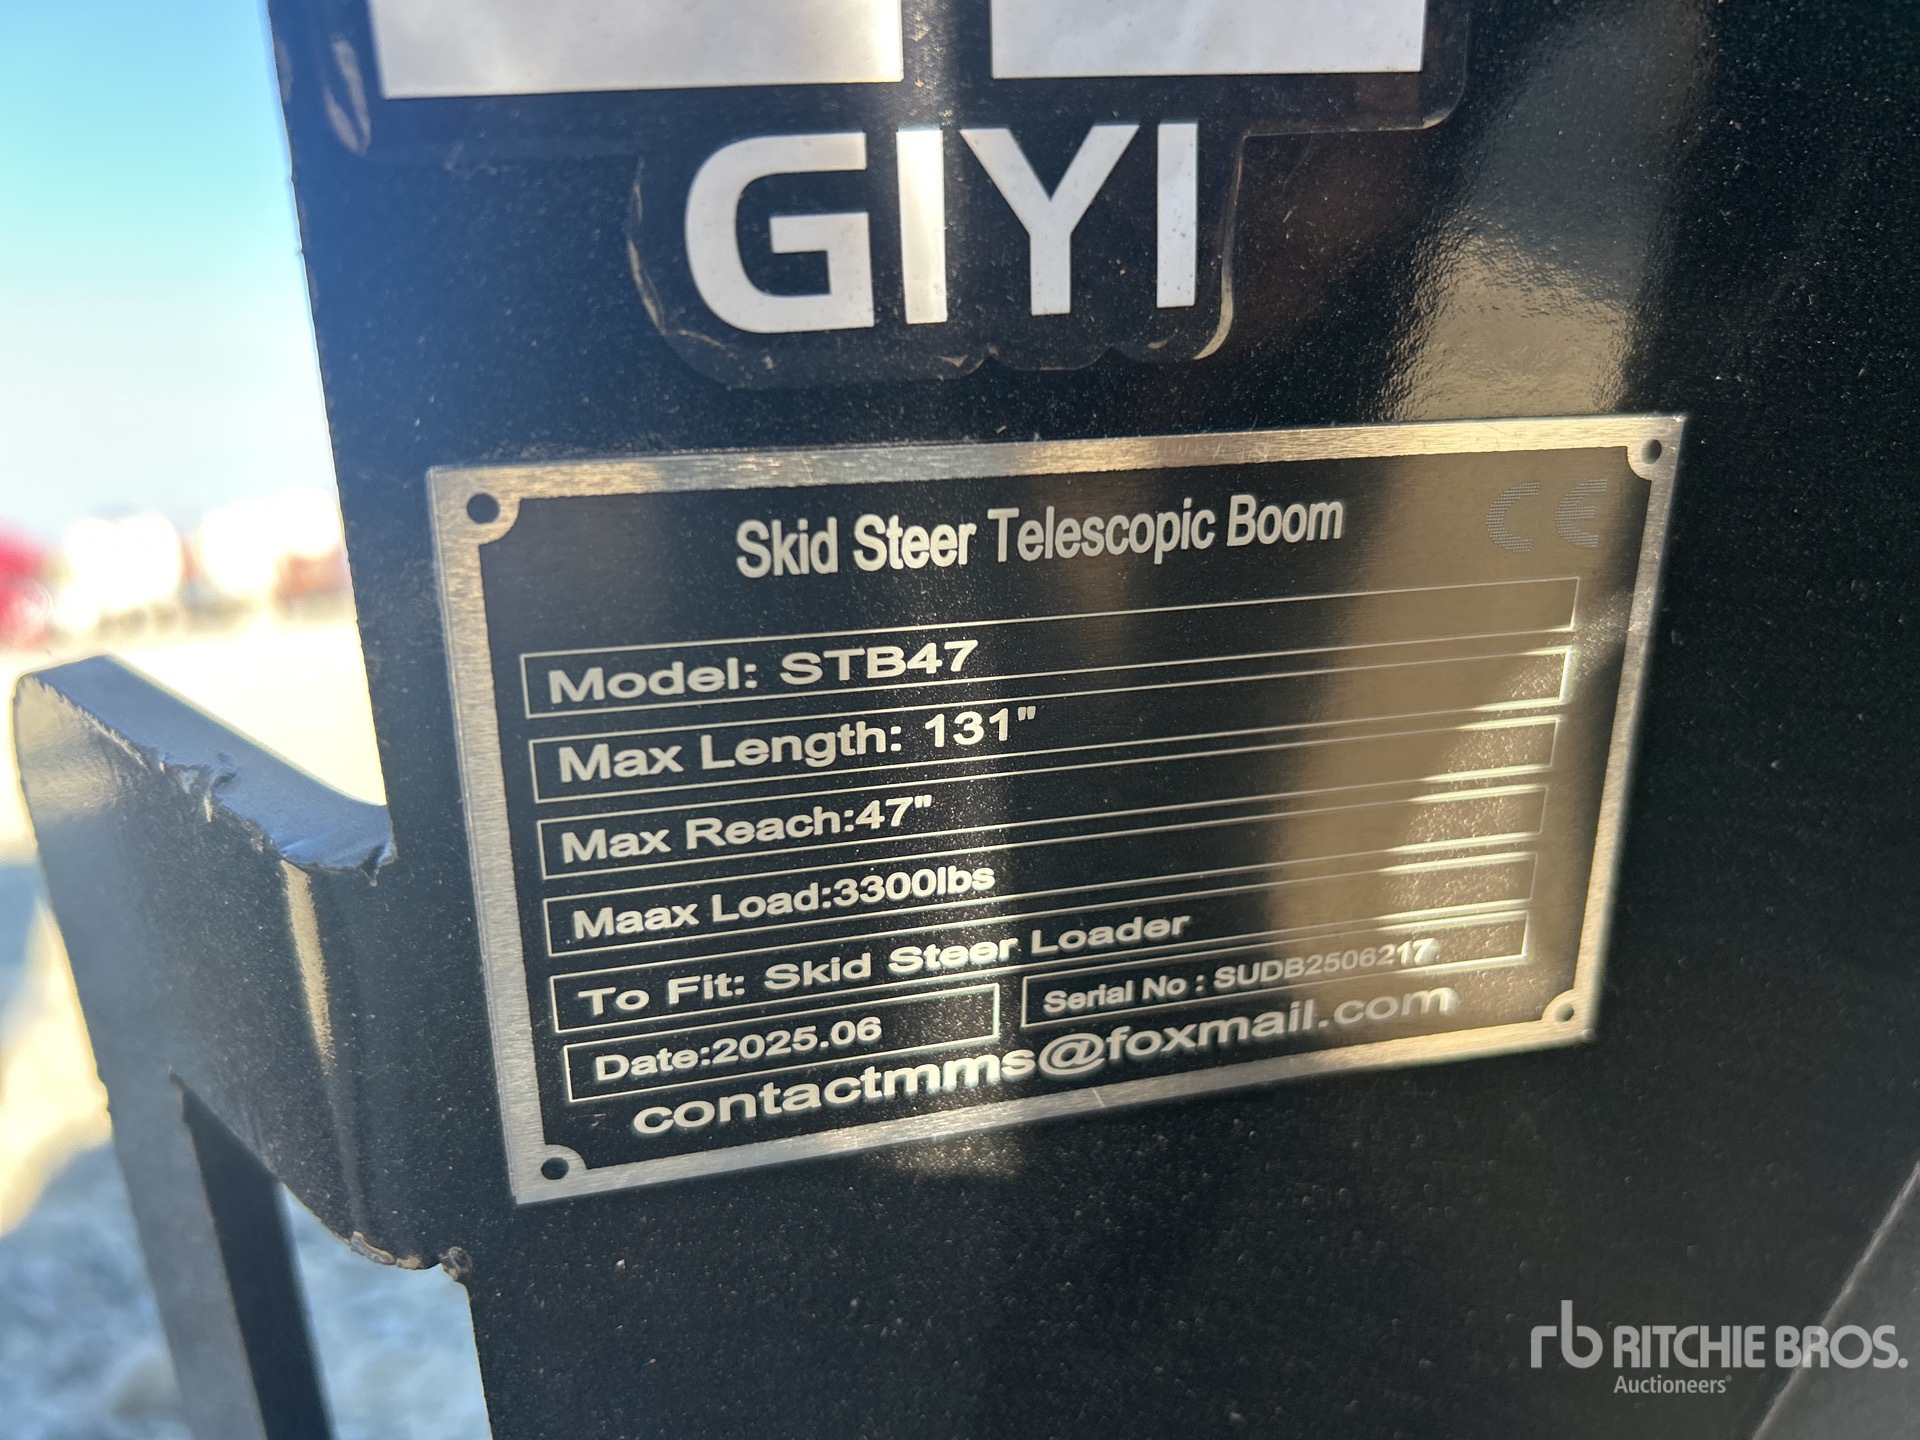 GIYI
Skid Steer Telescopic Boom CE
Model: STB47
Max Length: 131"
Max Reach:47"
Maax Load:3300lbs
To Fit: Skid Steer Loader
Date:2025.06 Serial No : SUDB2506217
contactmms@foxmail.com
rb RITCHIE BROS.
Auctioneers